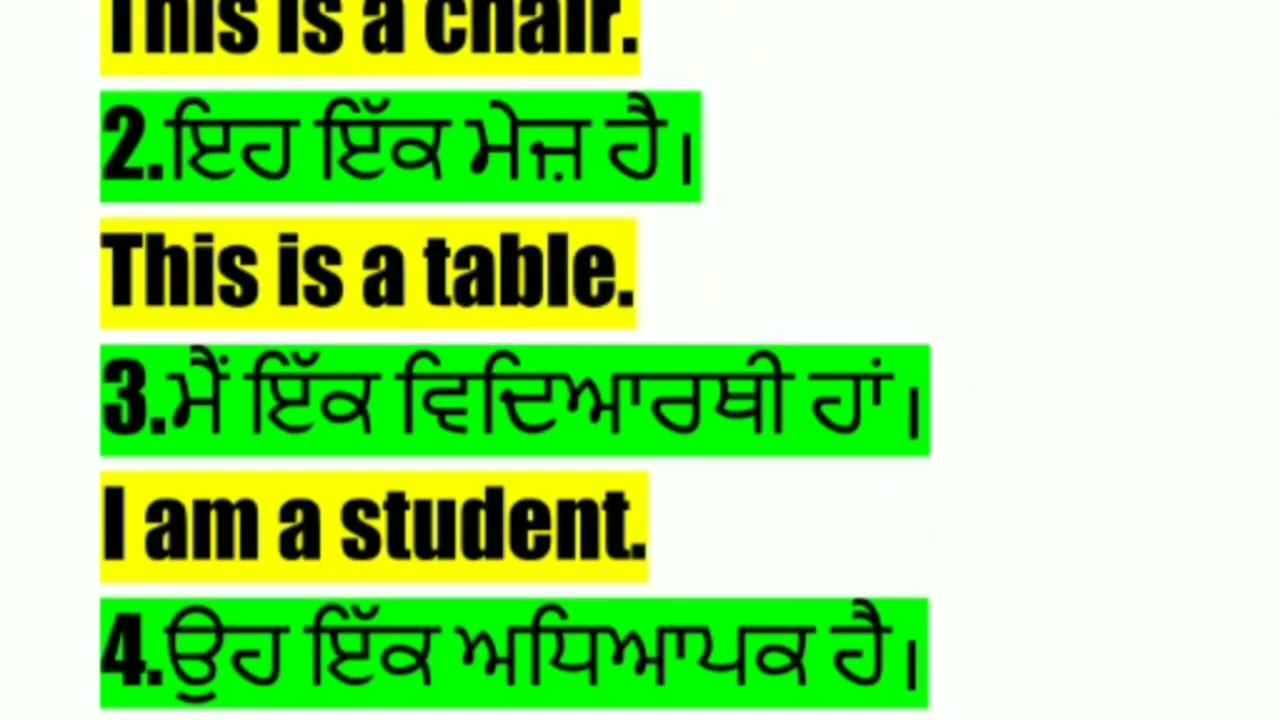 This is a chair.
2.ਇਹ ਇੱਕ ਮੇਜ਼ ਹੈ।
This is a table.
3.ਮੈਂ ਇੱਕ ਵਿਦਿਆਰਥੀ ਹਾਂ।
I am a student.
4.ਉਹ ਇੱਕ ਅਧਿਆਪਕ ਹੈ।